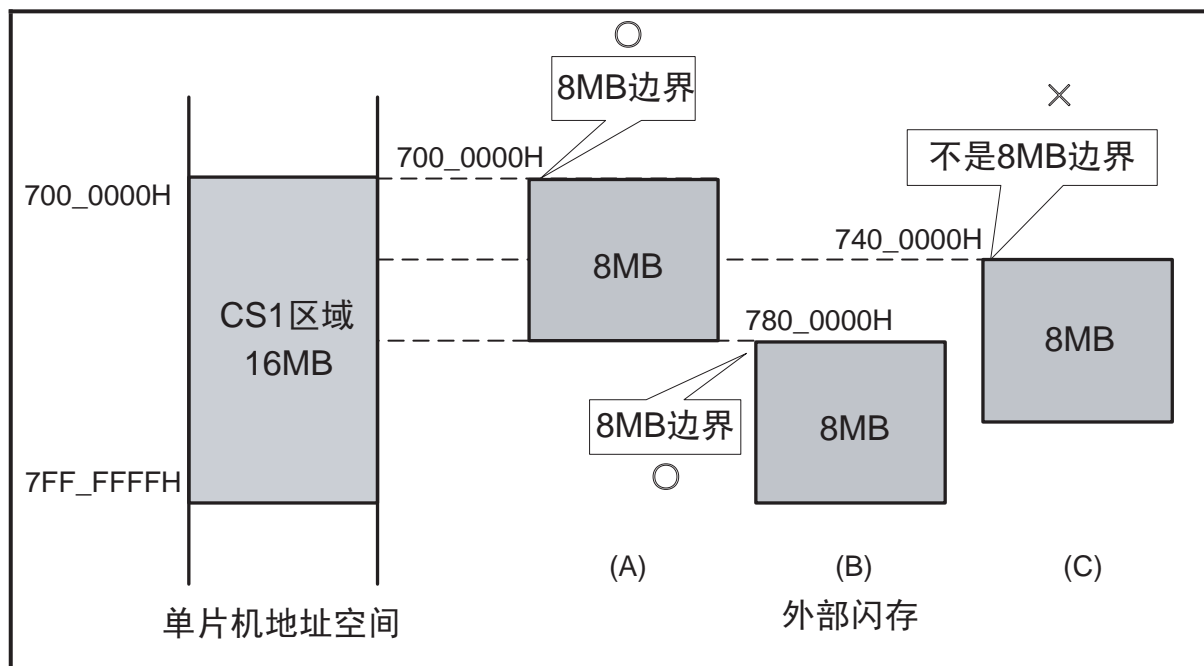 ○
8MB边界
×
700_0000H
不是8MB边界
700_0000H
740_0000H
8MB
CS1区域
16MB
780_0000H
8MB
8MB边界
8MB
○
7FF_FFFFH
(A)
(B)
(C)
单片机地址空间
外部闪存